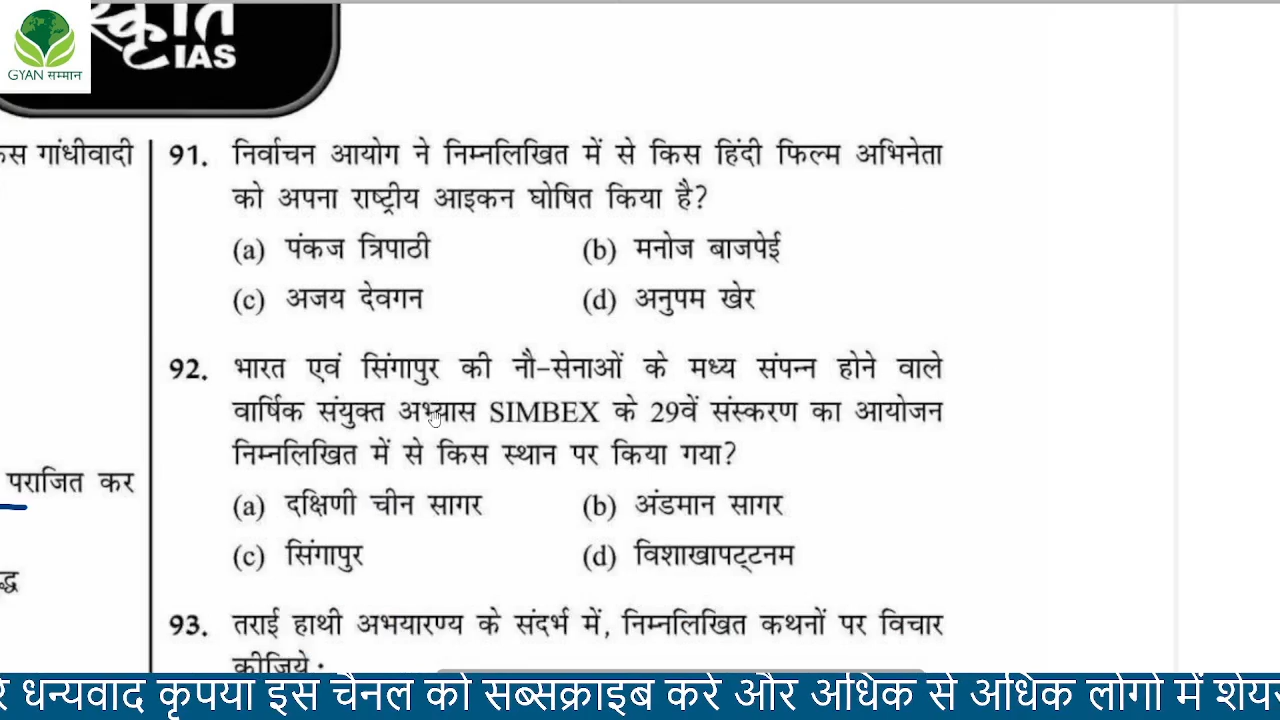 स्कृति
IAS
GYAN सम्मान
गांधीवादी
पराजित कर
91. निर्वाचन आयोग ने निम्नलिखित में से किस हिंदी फिल्म अभिनेता
को अपना राष्ट्रीय आइकन घोषित किया है?
(a) पंकज त्रिपाठी (b) मनोज बाजपेई
(c) अजय देवगन (d) अनुपम खेर
92. भारत एवं सिंगापुर की नौ-सेनाओं के मध्य संपन्न होने वाले
वार्षिक संयुक्त अभ्यास SIMBEX के 29वें संस्करण का आयोजन
निम्नलिखित में से किस स्थान पर किया गया?
(a) दक्षिणी चीन सागर (b) अंडमान सागर
(c) सिंगापुर (d) विशाखापट्टनम
93. तराई हाथी अभयारण्य के संदर्भ में, निम्नलिखित कथनों पर विचार
कीजिये :
धन्यवाद कृपया इस चैनल को सब्सक्राइब करे और अधिक से अधिक लोगो में शेयर